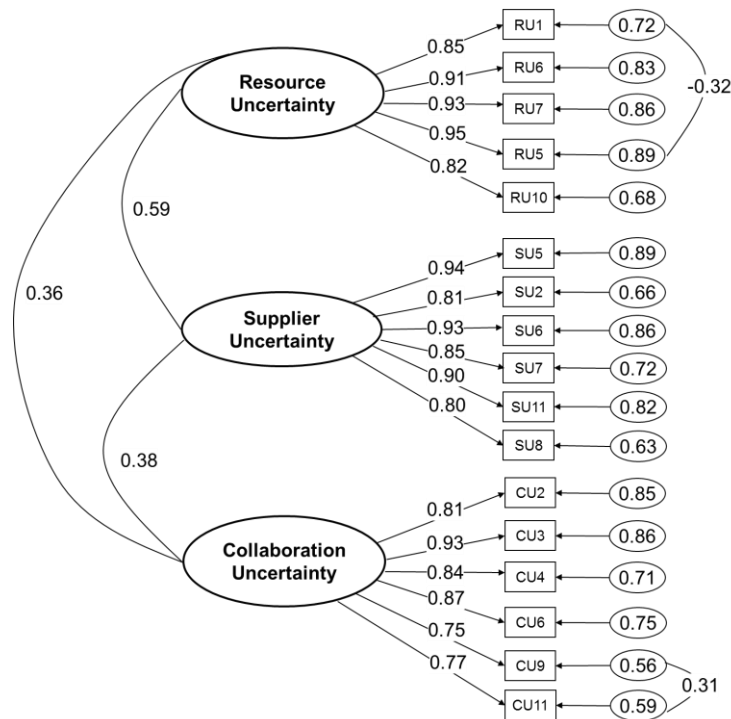 0.85
RU1
0.72
Resource
Uncertainty
0.91
RU6
0.83
-0.32
0.93
RU7
0.86
0.95
RU5
0.89
0.82
RU10
0.68
0.59
0.36
0.94
SU5
0.89
Supplier
Uncertainty
0.81
SU2
0.66
0.93
SU6
0.86
0.85
SU7
0.72
0.90
SU11
0.82
0.80
SU8
0.63
0.38
0.81
CU2
0.85
Collaboration
Uncertainty
0.93
CU3
0.86
0.84
CU4
0.71
0.87
CU6
0.75
0.75
CU9
0.56
0.31
0.77
CU11
0.59